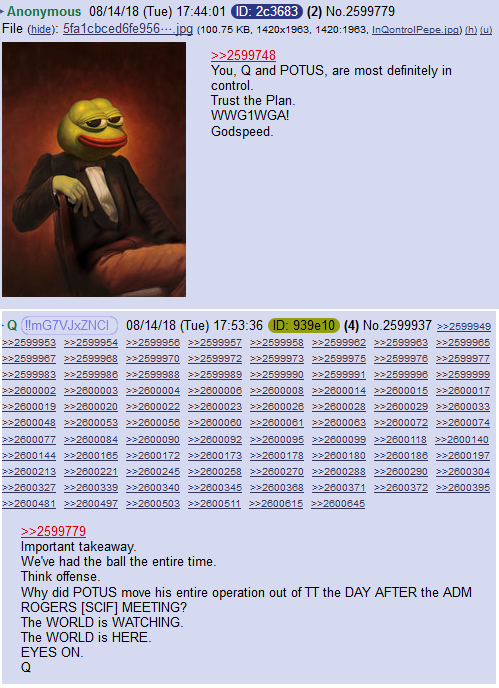 Anonymous 08/14/18 (Tue) 17:44:01 ID: 2c3683 (2) No.2599779
File (hide): 5fa1cbced6fe956⋯.jpg (100.75 KB, 1420x1963, 1420:1963, InQontrolPepe.jpg) (h) (u)
>>2599748
You, Q and POTUS, are most definitely in
control.
Trust the Plan.
WWG1WGA!
Godspeed.
Q !!mG7VJxZNCI 08/14/18 (Tue) 17:53:36 ID: 939e10 (4) No.2599937 >>2599949
>>2599953 >>2599954 >>2599956 >>2599957 >>2599958 >>2599962 >>2599963 >>2599965
>>2599967 >>2599968 >>2599970 >>2599972 >>2599973 >>2599975 >>2599976 >>2599977
>>2599983 >>2599986 >>2599988 >>2599989 >>2599990 >>2599991 >>2599996 >>2599999
>>2600002 >>2600003 >>2600004 >>2600006 >>2600008 >>2600014 >>2600015 >>2600017
>>2600019 >>2600020 >>2600022 >>2600023 >>2600026 >>2600028 >>2600029 >>2600033
>>2600048 >>2600053 >>2600056 >>2600060 >>2600061 >>2600063 >>2600072 >>2600074
>>2600077 >>2600084 >>2600090 >>2600092 >>2600095 >>2600099 >>2600118 >>2600140
>>2600144 >>2600165 >>2600172 >>2600173 >>2600178 >>2600180 >>2600186 >>2600197
>>2600213 >>2600221 >>2600245 >>2600258 >>2600270 >>2600288 >>2600290 >>2600304
>>2600327 >>2600339 >>2600340 >>2600345 >>2600368 >>2600371 >>2600372 >>2600395
>>2600481 >>2600497 >>2600503 >>2600511 >>2600615 >>2600645
>>2599779
Important takeaway.
We've had the ball the entire time.
Think offense.
Why did POTUS move his entire operation out of TT the DAY AFTER the ADM
ROGERS [SCIF] MEETING?
The WORLD is WATCHING.
The WORLD is HERE.
EYES ON.
Q